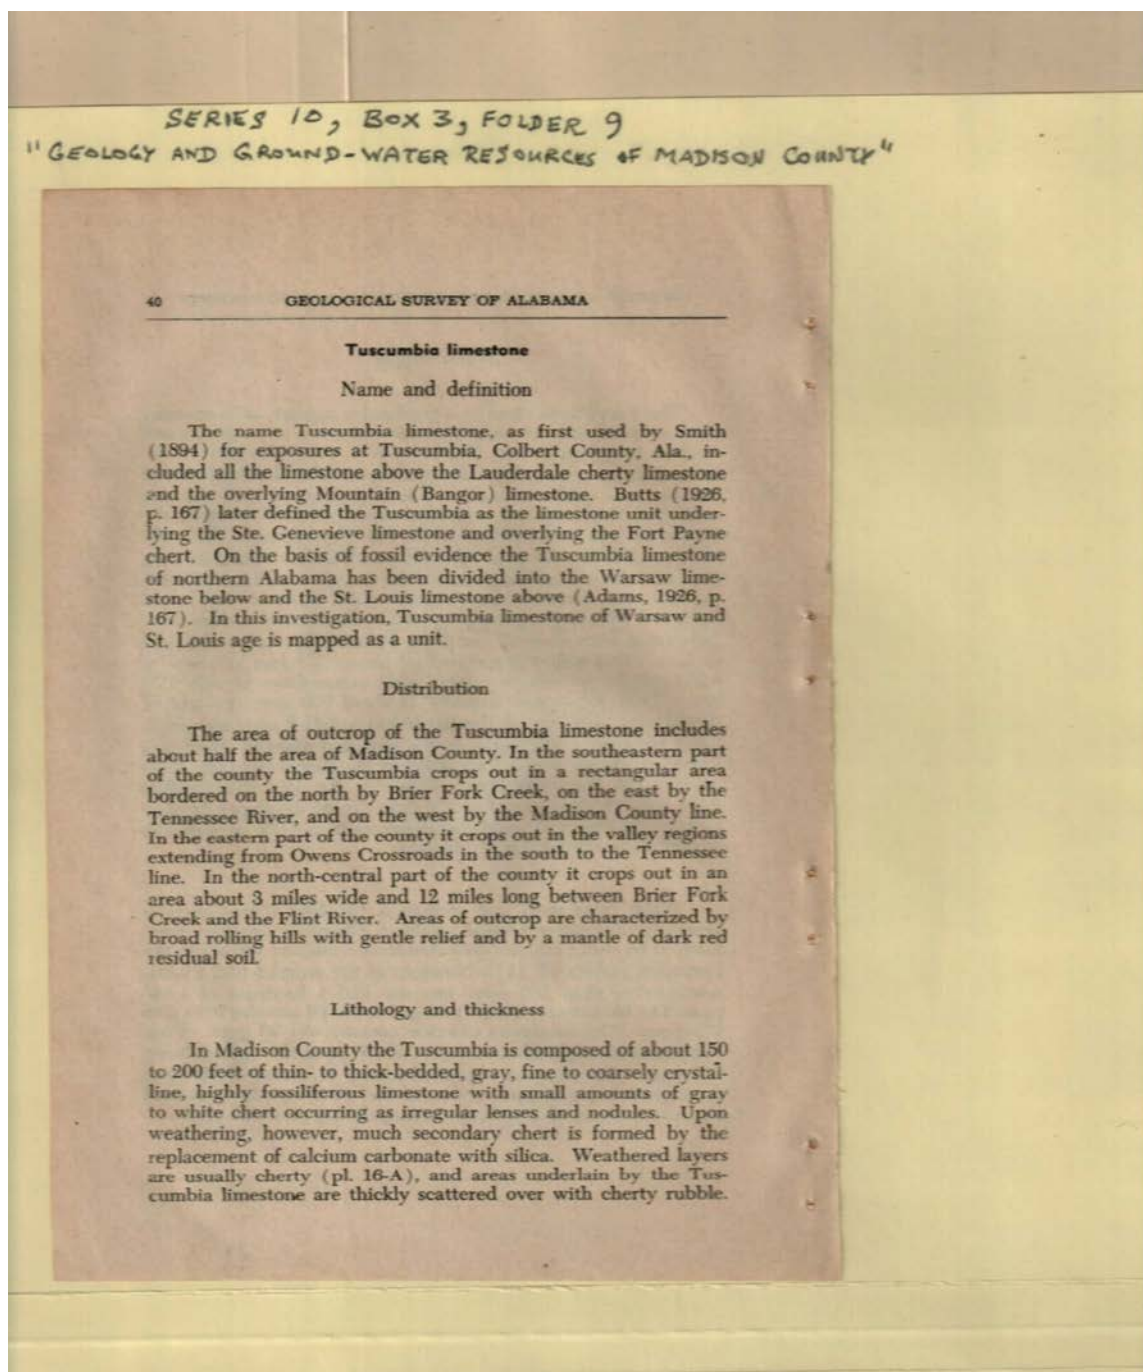 SERIES 10, BOX 3, FOLDER 9
"GEOLOGY AND GROUND-WATER RESOURCES OF MADISON COUNTY"
40 GEOLOGICAL SURVEY OF ALABAMA
Tuscumbia limestone
Name and definition
The name Tuscumbia limestone, as first used by Smith
(1894) for exposures at Tuscumbia, Colbert County, Ala., in-
cluded all the limestone above the Lauderdale cherty limestone
and the overlying Mountain (Bangor) limestone. Butts (1926,
p. 167) later defined the Tuscumbia as the limestone unit under-
lying the Ste. Genevieve limestone and overlying the Fort Payne
chert. On the basis of fossil evidence the Tuscumbia limestone
of northern Alabama has been divided into the Warsaw lime-
stone below and the St. Louis limestone above (Adams, 1926, p.
167). In this investigation, Tuscumbia limestone of Warsaw and
St. Louis age is mapped as a unit.
Distribution
The area of outcrop of the Tuscumbia limestone includes
about half the area of Madison County. In the southeastern part
of the county the Tuscumbia crops out in a rectangular area
bordered on the north by Brier Fork Creek, on the east by the
Tennessee River, and on the west by the Madison County line.
In the eastern part of the county it crops out in the valley regions
extending from Owens Crossroads in the south to the Tennessee
line. In the north-central part of the county it crops out in an
area about 3 miles wide and 12 miles long between Brier Fork
Creek and the Flint River. Areas of outcrop are characterized by
broad rolling hills with gentle relief and by a mantle of dark red
residual soil.
Lithology and thickness
In Madison County the Tuscumbia is composed of about 150
to 200 feet of thin- to thick-bedded, gray, fine to coarsely crystal-
line, highly fossiliferous limestone with small amounts of gray
to white chert occurring as irregular lenses and nodules. Upon
weathering, however, much secondary chert is formed by the
replacement of calcium carbonate with silica. Weathered layers
are usually cherty (pl. 16-A), and areas underlain by the Tus-
cumbia limestone are thickly scattered over with cherty rubble.